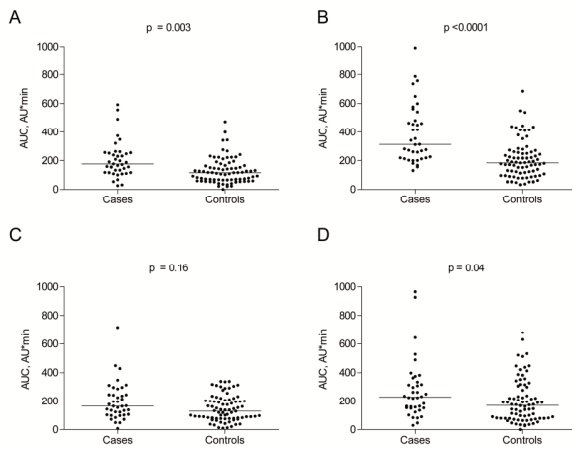 A
p = 0.003
AUC, AU*min
1000
800
600
400
200
0
Cases
Controls
B
p <0.0001
AUC, AU*min
1000
800
600
400
200
0
Cases
Controls
C
p = 0.16
AUC, AU*min
1000
800
600
400
200
0
Cases
Controls
D
p = 0.04
AUC, AU*min
1000
800
600
400
200
0
Cases
Controls